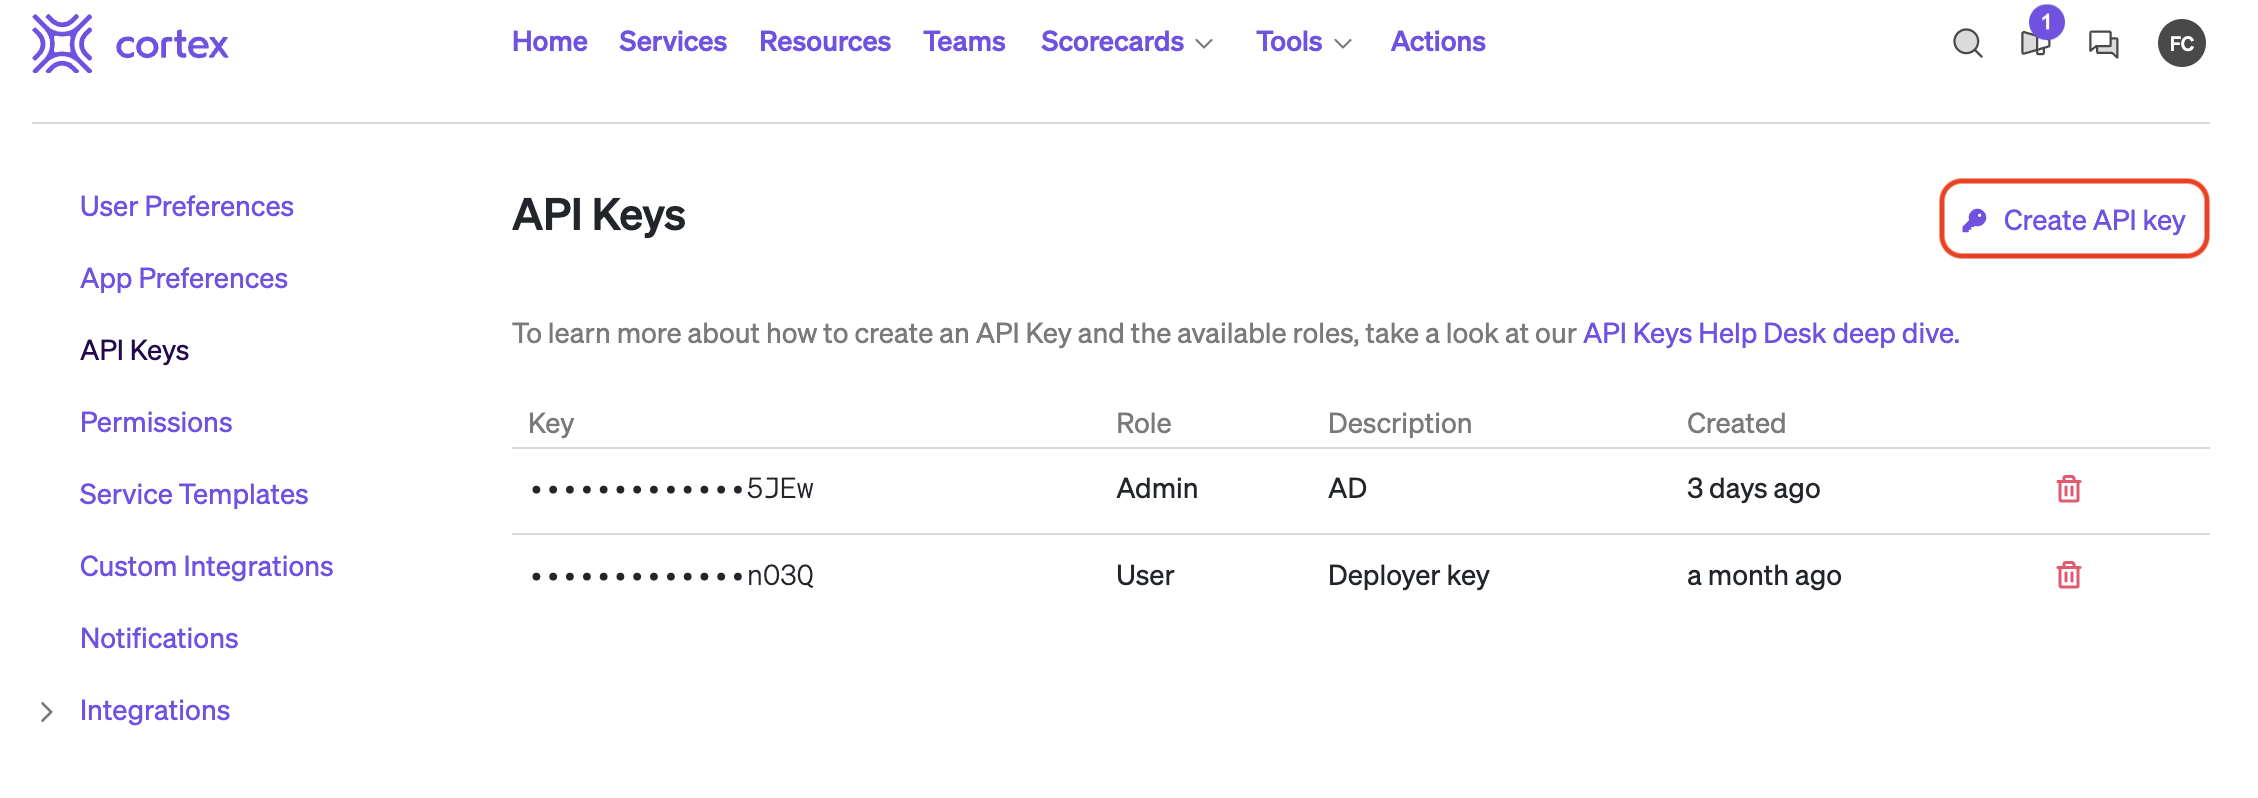 cortex
Home Services Resources Teams Scorecards Tools Actions
1
FC
User Preferences
App Preferences
API Keys
Permissions
Service Templates
Custom Integrations
Notifications
Integrations
API Keys
Create API key
To learn more about how to create an API Key and the available roles, take a look at our API Keys Help Desk deep dive.
Key Role Description Created
•••••••••••••5JEw Admin AD 3 days ago
•••••••••••••nO3Q User Deployer key a month ago